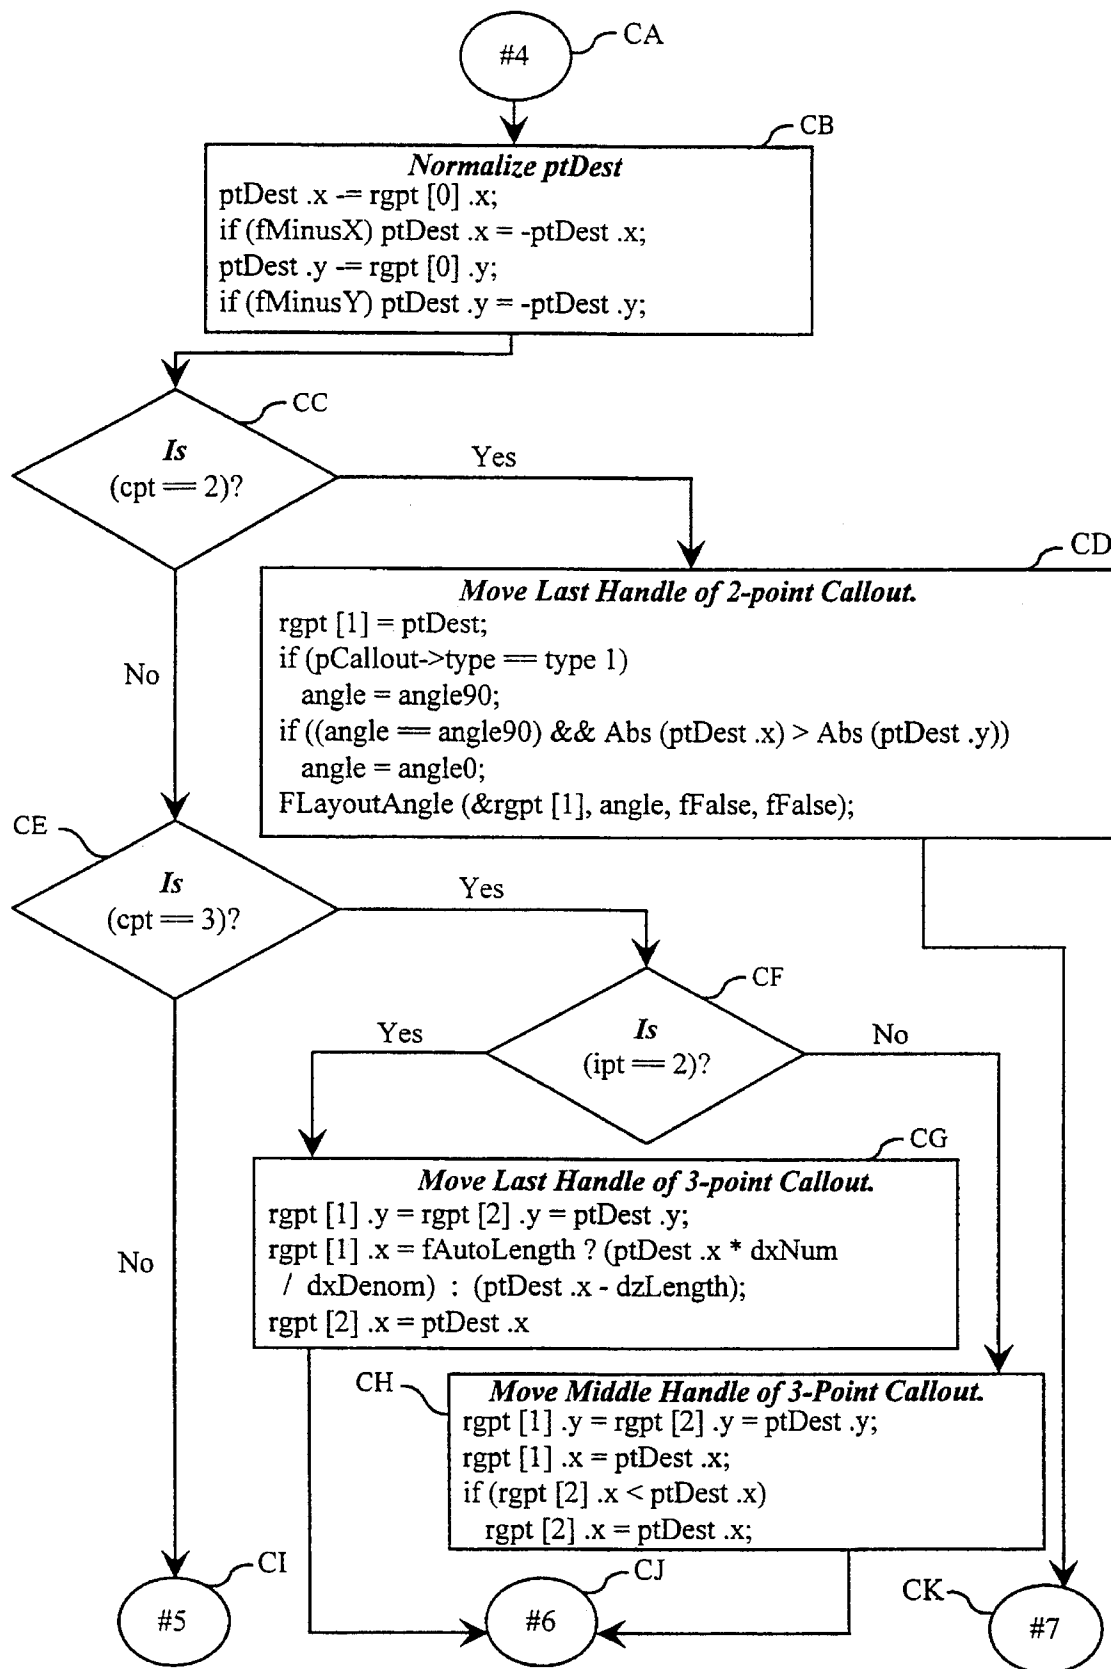 #4
CA
CB
Normalize ptDest
ptDest .x -= rgpt [0] .x;
if (fMinusX) ptDest .x = -ptDest .x;
ptDest .y -= rgpt [0] .y;
if (fMinusY) ptDest .y = -ptDest .y;
CC
Is
(cpt == 2)?
Yes
No
CD
Move Last Handle of 2-point Callout.
rgpt [1] = ptDest;
if (pCallout->type == type 1)
angle = angle90;
if ((angle == angle90) && Abs (ptDest .x) > Abs (ptDest .y))
angle = angle0;
FLayoutAngle (&rgpt [1], angle, fFalse, fFalse);
CE
Is
(cpt == 3)?
Yes
No
CF
Is
(ipt == 2)?
Yes
No
CG
Move Last Handle of 3-point Callout.
rgpt [1] .y = rgpt [2] .y = ptDest .y;
rgpt [1] .x = fAutoLength ? (ptDest .x * dxNum
/ dxDenom) : (ptDest .x - dzLength);
rgpt [2] .x = ptDest .x
CH
Move Middle Handle of 3-Point Callout.
rgpt [1] .y = rgpt [2] .y = ptDest .y;
rgpt [1] .x = ptDest .x;
if (rgpt [2] .x < ptDest .x)
rgpt [2] .x = ptDest .x;
CI
#5
CJ
#6
CK
#7